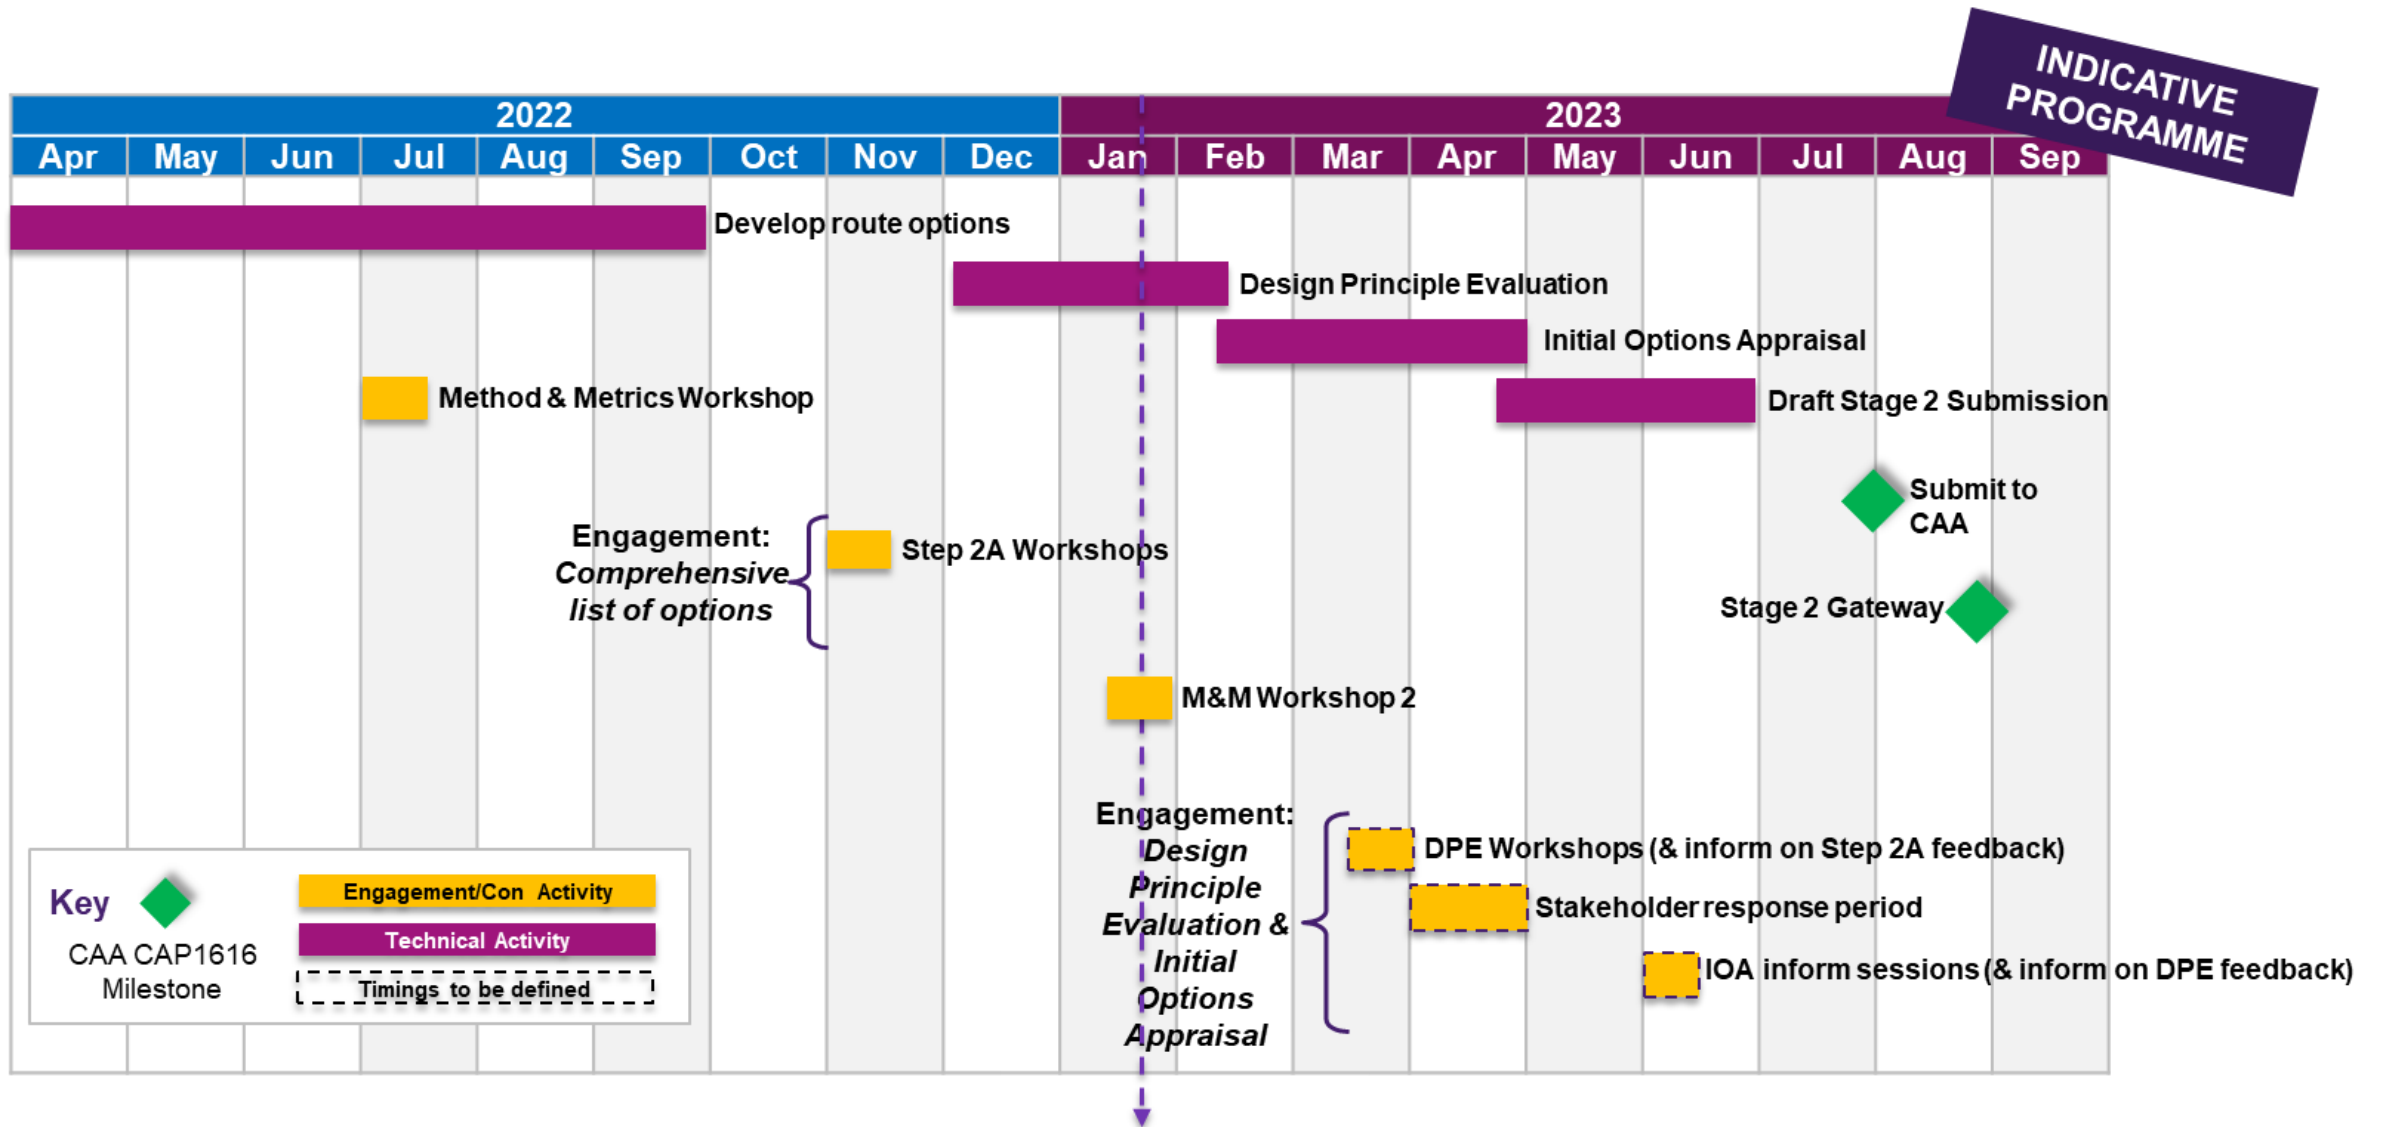 INDICATIVE
PROGRAMME
2022
2023
Apr May Jun Jul Aug Sep Oct Nov Dec Jan Feb Mar Apr May Jun Jul Aug Sep
Develop route options
Design Principle Evaluation
Initial Options Appraisal
Method & Metrics Workshop
Draft Stage 2 Submission
Submit to
CAA
Engagement:
Comprehensive
list of options
Step 2A Workshops
Stage 2 Gateway
M&M Workshop 2
Engagement:
Design
Principle
Evaluation &
Initial
Options
Appraisal
DPE Workshops (& inform on Step 2A feedback)
Stakeholder response period
IOA inform sessions (& inform on DPE feedback)
Key
CAA CAP1616
Milestone
Engagement/Con Activity
Technical Activity
Timings to be defined